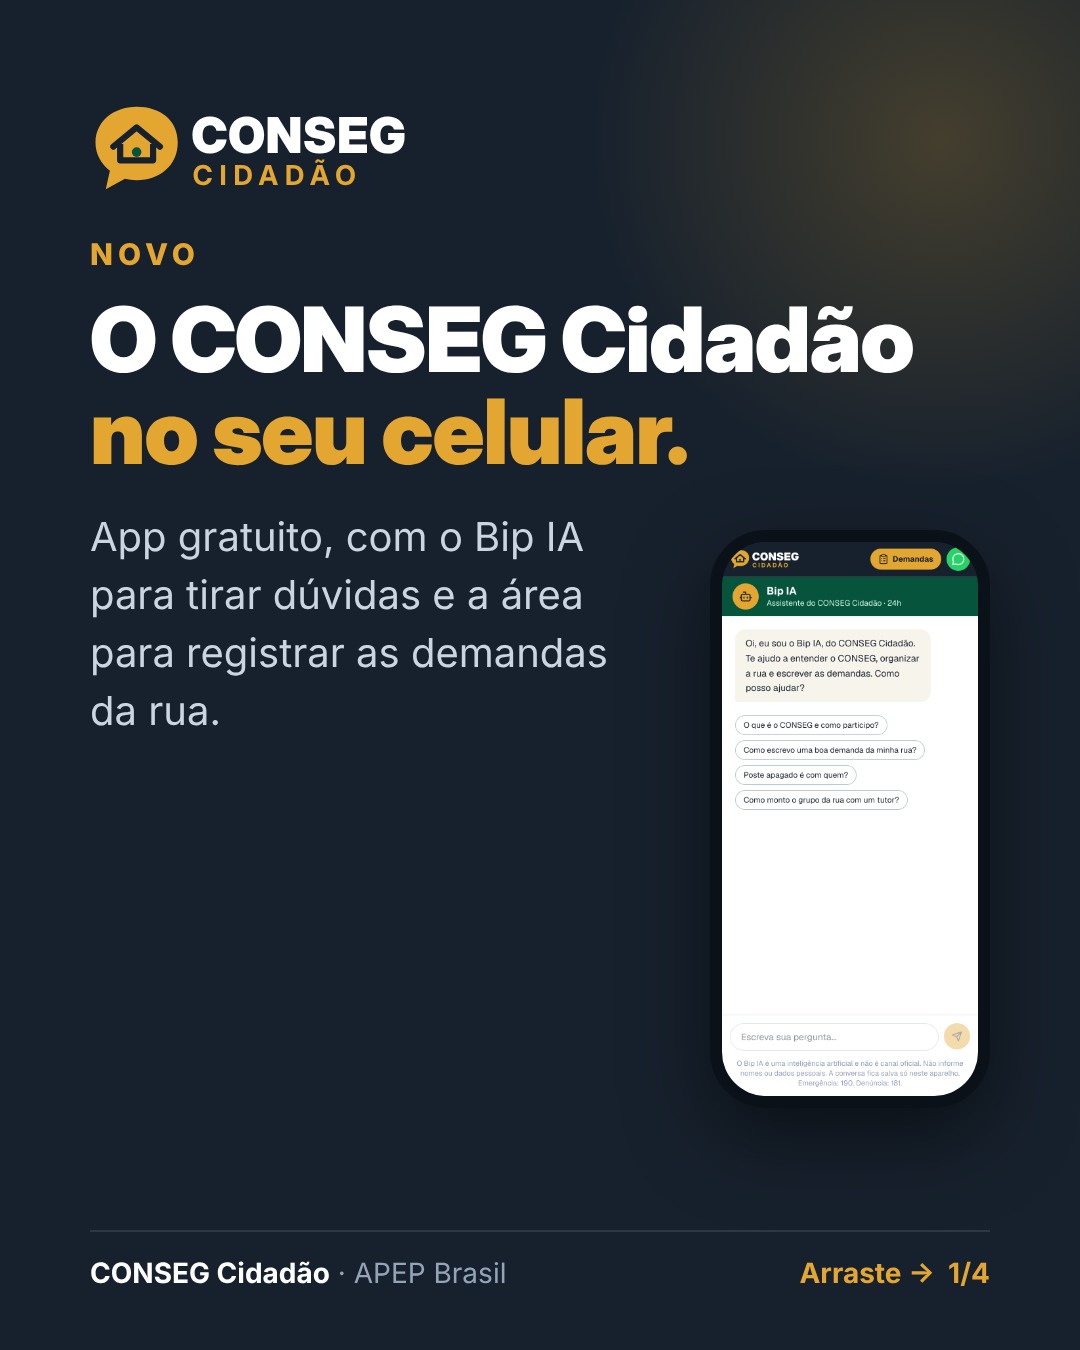 CONSEG
CIDADÃO
NOVO
O CONSEG Cidadão
no seu celular.
App gratuito, com o Bip IA
para tirar dúvidas e a área
para registrar as demandas
da rua.
CONSEG
CIDADÃO
Demandas
Bip IA
Assistente do CONSEG Cidadão · 24h
Oi, eu sou o Bip IA, do CONSEG Cidadão.
Te ajudo a entender o CONSEG, organizar
a rua e escrever as demandas. Como
posso ajudar?
O que é o CONSEG e como participo?
Como escrevo uma boa demanda da minha rua?
Poste apagado é com quem?
Como monto o grupo da rua com um tutor?
Escreva sua pergunta...
O Bip IA é uma inteligência artificial e não é canal oficial. Não informe
nomes ou dados pessoais. A conversa fica salva só neste aparelho.
Emergência: 190. Denúncia: 181.
CONSEG Cidadão · APEP Brasil
Arraste → 1/4